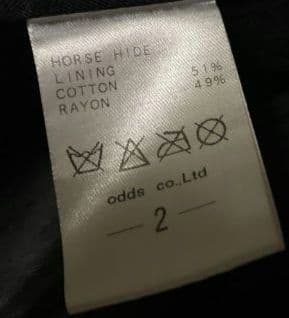 HORSE HIDE
LINING
COTTON 51%
RAYON 49%
odds co.,Ltd
— 2 —